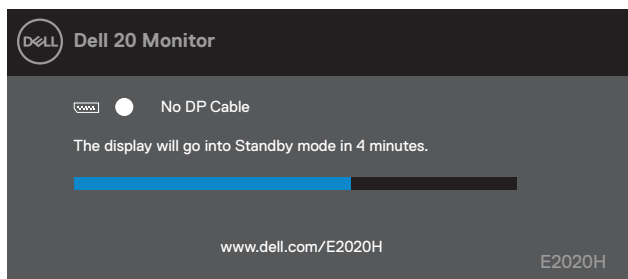 DELL Dell 20 Monitor
No DP Cable
The display will go into Standby mode in 4 minutes.
www.dell.com/E2020H
E2020H